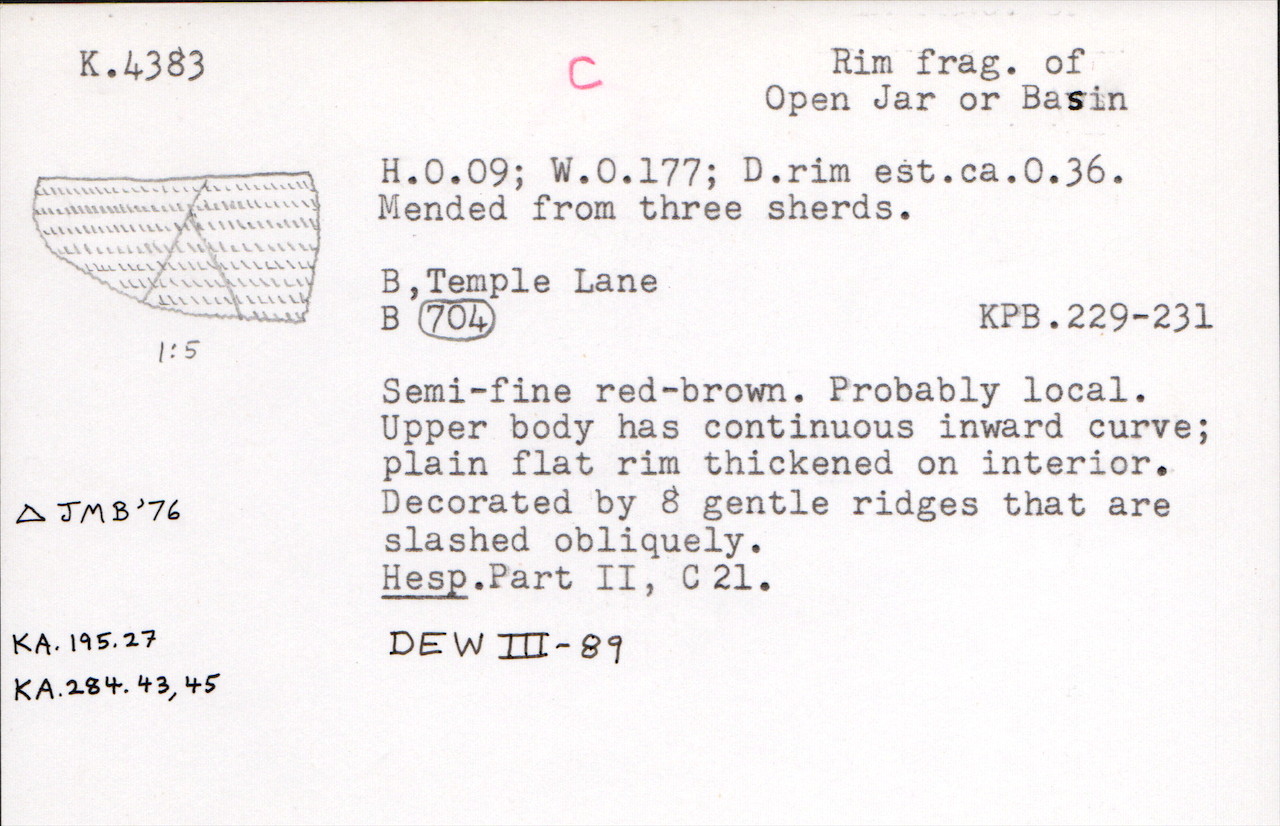 K.4383
C
Rim frag. of
Open Jar or Basin
H.0.09; W.0.177; D.rim est.ca.0.36.
Mended from three sherds.
B,Temple Lane
B 704
KPB.229-231
1:5
Semi-fine red-brown. Probably local.
Upper body has continuous inward curve;
plain flat rim thickened on interior.
Decorated by 8 gentle ridges that are
slashed obliquely.
Hesp.Part II, C 21.
△ JMB '76
KA. 195.27
KA.284.43,45
DEW III-89